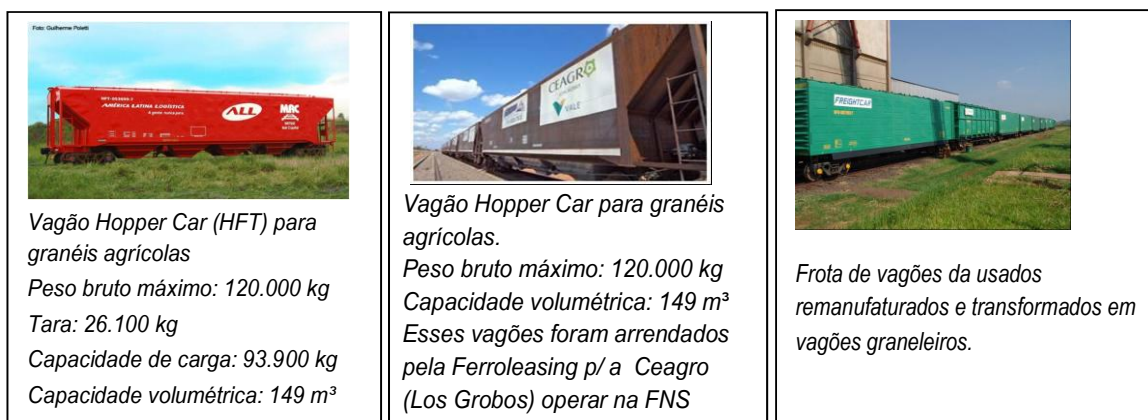 Foto: Guilherme Poletti
AMÉRICA LATINA LOGÍSTICA
ALL
Vagão Hopper Car (HFT) para
granéis agrícolas
Peso bruto máximo: 120.000 kg
Tara: 26.100 kg
Capacidade de carga: 93.900 kg
Capacidade volumétrica: 149 m³
CEAGRO
VALE
Vagão Hopper Car para granéis
agrícolas.
Peso bruto máximo: 120.000 kg
Capacidade volumétrica: 149 m³
Esses vagões foram arrendados
pela Ferroleasing p/ a Ceagro
(Los Grobos) operar na FNS
FREIGHTCAR
Frota de vagões da usados
remanufaturados e transformados em
vagões graneleiros.